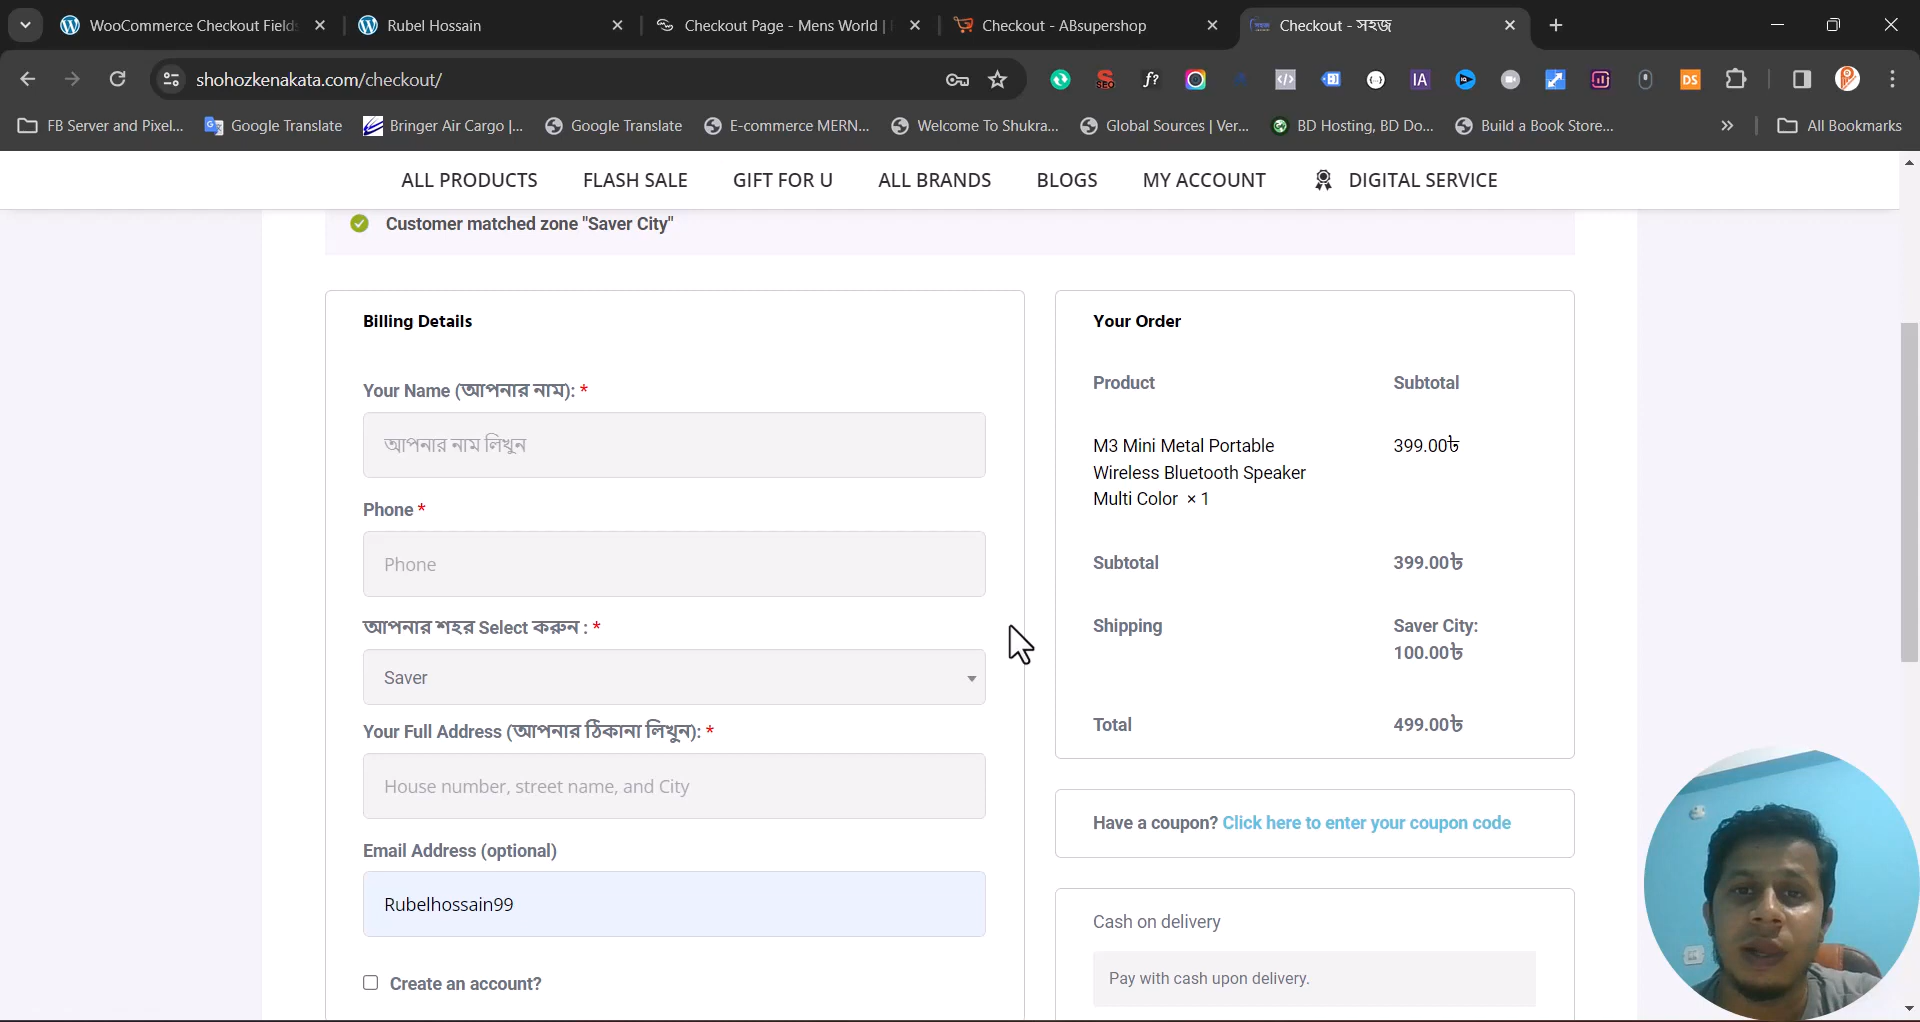 WooCommerce Checkout Fields
Rubel Hossain
Checkout Page - Mens World |
Checkout - ABsupershop
Checkout - সহজ
shohozkenakata.com/checkout/
SEO
f?
IA
DS
FB Server and Pixel...
Google Translate
Bringer Air Cargo |...
Google Translate
E-commerce MERN...
Welcome To Shukra...
Global Sources | Ver...
BD Hosting, BD Do...
Build a Book Store...
All Bookmarks
ALL PRODUCTS
FLASH SALE
GIFT FOR U
ALL BRANDS
BLOGS
MY ACCOUNT
DIGITAL SERVICE
Customer matched zone "Saver City"
Billing Details
Your Name (আপনার নাম): *
আপনার নাম লিখুন
Phone *
Phone
আপনার শহর Select করুন : *
Saver
Your Full Address (আপনার ঠিকানা লিখুন): *
House number, street name, and City
Email Address (optional)
Rubelhossain99
Create an account?
Your Order
Product Subtotal
M3 Mini Metal Portable 399.00৳
Wireless Bluetooth Speaker
Multi Color × 1
Subtotal 399.00৳
Shipping Saver City:
100.00৳
Total 499.00৳
Have a coupon? Click here to enter your coupon code
Cash on delivery
Pay with cash upon delivery.